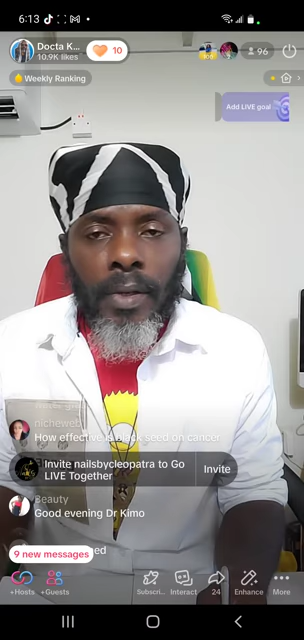 6:13
Docta K...
10.9K likes
10
96
Weekly Ranking
Add LIVE goal
nicheweb
How effective is black seed on cancer
Invite nailsbycleopatra to Go
LIVE Together
Invite
Beauty
Good evening Dr Kimo
9 new messages
ed
+Hosts
+Guests
Subscri...
Interact
24
Enhance
More